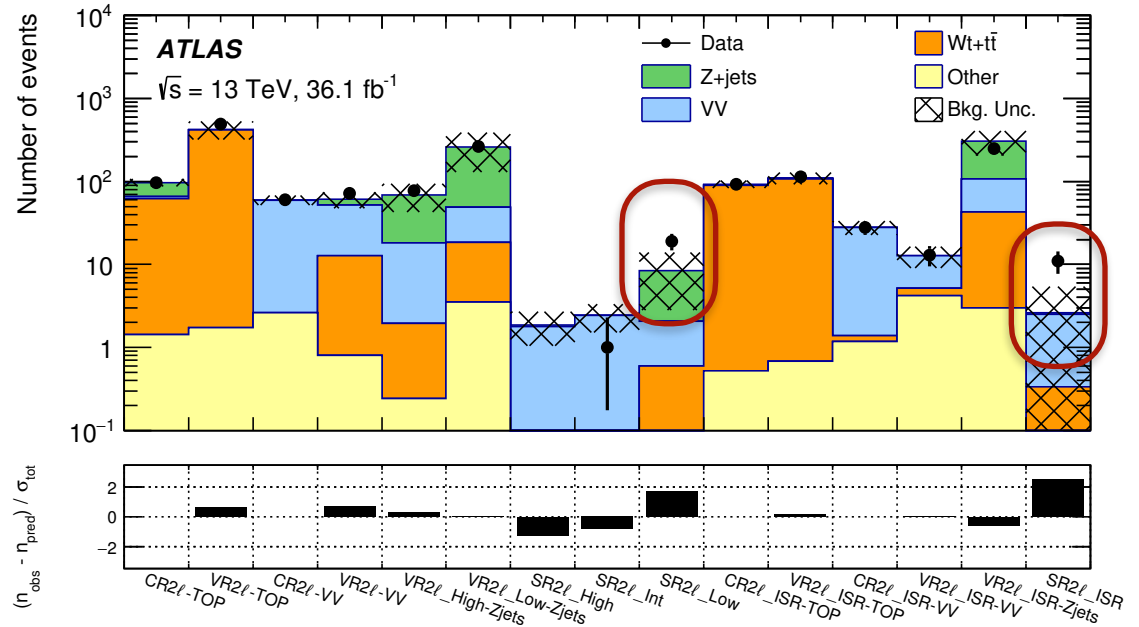 Number of events
10⁴
10³
10²
10
1
10⁻¹
ATLAS
√s = 13 TeV, 36.1 fb⁻¹
Data
Z+jets
VV
Wt+tt̄
Other
Bkg. Unc.
(n_obs - n_pred) / σ_tot
2
0
−2
CR2ℓ-TOP
VR2ℓ-TOP
CR2ℓ-VV
VR2ℓ-VV
VR2ℓ_High-Zjets
VR2ℓ_Low-Zjets
SR2ℓ_High
SR2ℓ_Int
SR2ℓ_Low
CR2ℓ_ISR-TOP
VR2ℓ_ISR-TOP
CR2ℓ_ISR-VV
VR2ℓ_ISR-VV
VR2ℓ_ISR-Zjets
SR2ℓ_ISR